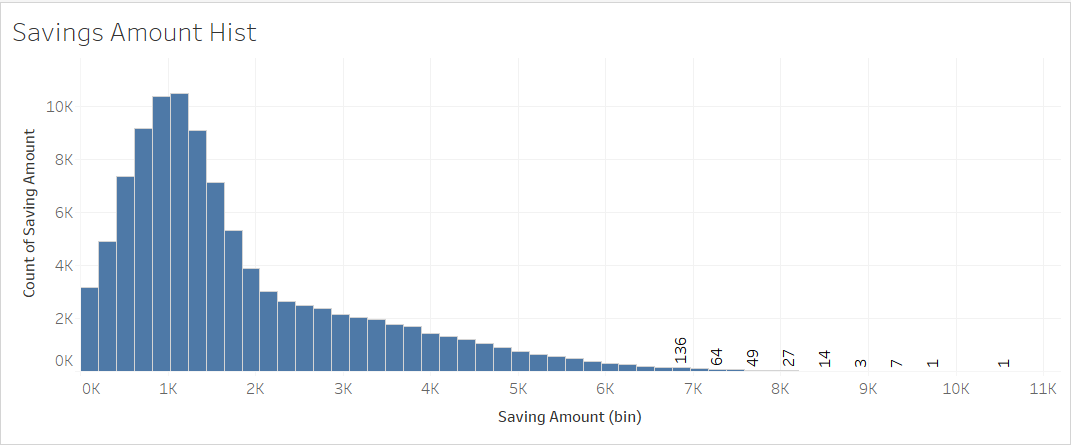 Savings Amount Hist
Count of Saving Amount
10K
8K
6K
4K
2K
0K
136
64
49
27
14
3
7
1
1
0K 1K 2K 3K 4K 5K 6K 7K 8K 9K 10K 11K
Saving Amount (bin)